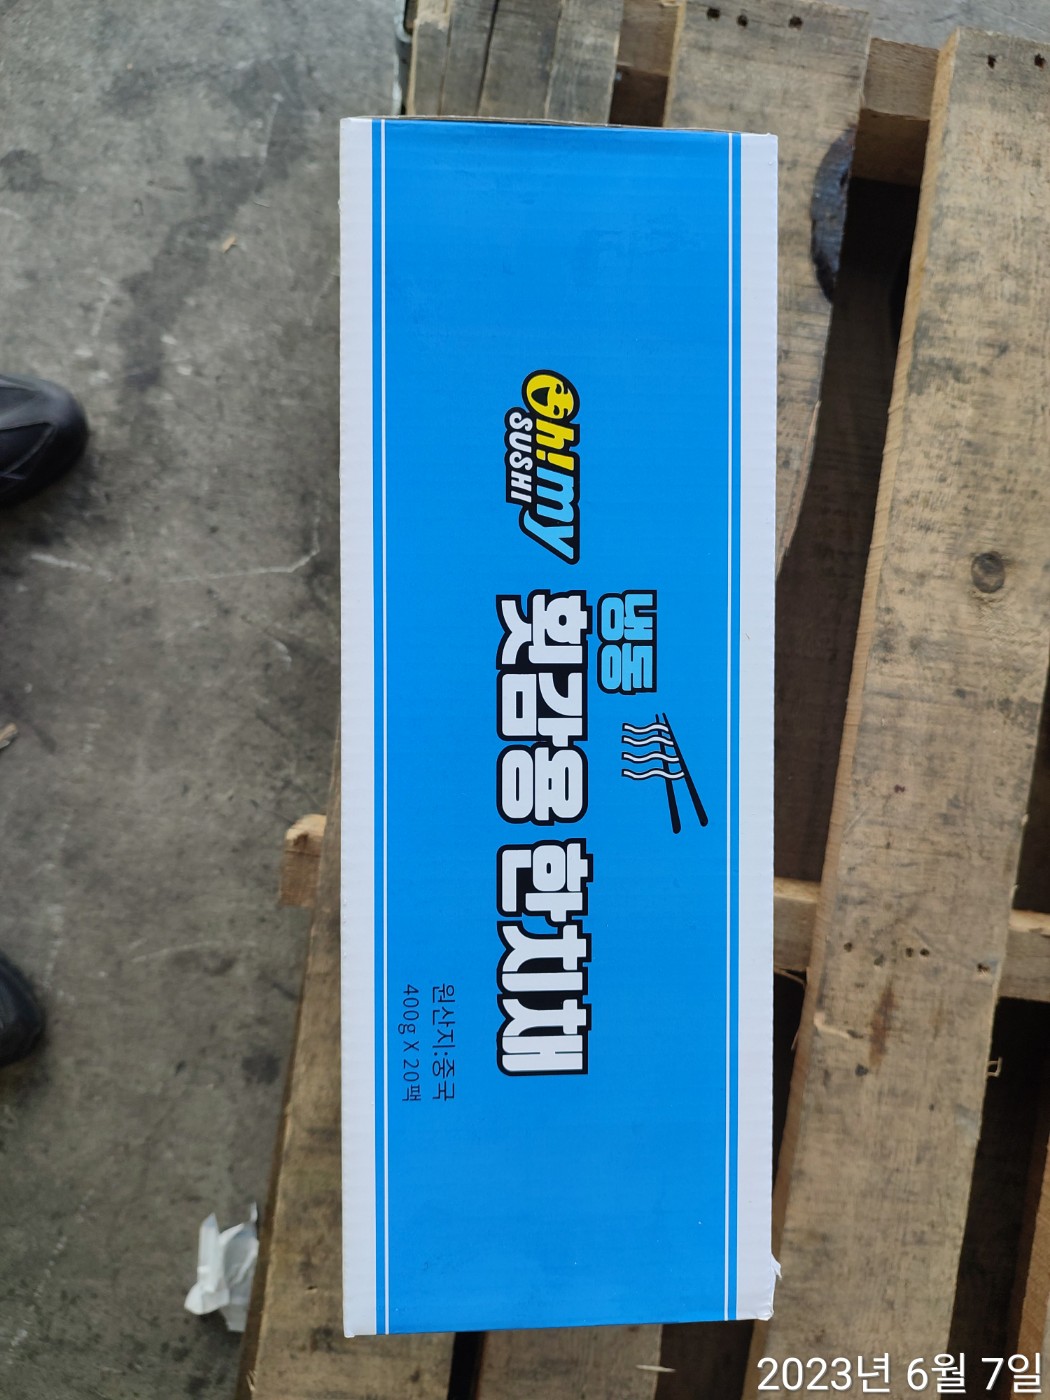 Oh!my
SUSHI
냉동
횟감용 한치채
원산지:중국
400g X 20팩
2023년 6월 7일